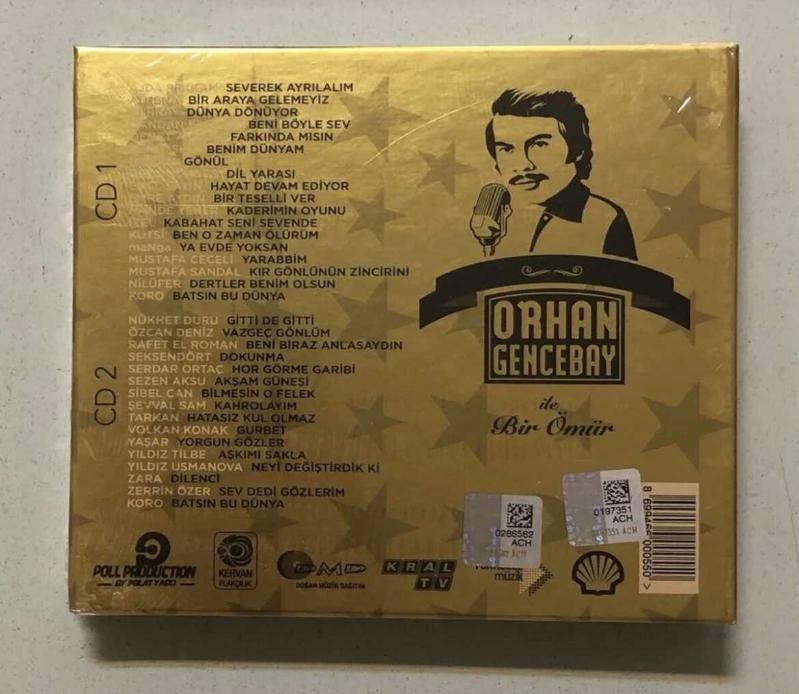 CD 1
SEVEREK AYRILALIM
BİR ARAYA GELEMEYİZ
DÜNYA DÖNÜYOR
BENİ BÖYLE SEV
FARKINDA MISIN
BENİM DÜNYAM
GÖNÜL
DİL YARASI
HAYAT DEVAM EDİYOR
BİR TESELLİ VER
KADERİMİN OYUNU
KABAHAT SENİ SEVENDE
BEN O ZAMAN ÖLÜRÜM
maNga YA EVDE YOKSAN
MUSTAFA CECELİ YARABBİM
MUSTAFA SANDAL KIR GÖNLÜNÜN ZİNCİRİNİ
NİLÜFER DERTLER BENİM OLSUN
KORO BATSIN BU DÜNYA
CD 2
NÜKHET DURU GİTTİ DE GİTTİ
ÖZCAN DENİZ VAZGEÇ GÖNLÜM
RAFET EL ROMAN BENİ BİRAZ ANLASAYDIN
SEKSENDÖRT DOKUNMA
SERDAR ORTAÇ HOR GÖRME GARİBİ
SEZEN AKSU AKŞAM GÜNEŞİ
SİBEL CAN BİLMESİN O FELEK
ŞEVVAL SAM KAHROLAYIM
TARKAN HATASIZ KUL OLMAZ
VOLKAN KONAK GURBET
YAŞAR YORGUN GÖZLER
YILDIZ TİLBE AŞKIMI SAKLA
YILDIZ USMANOVA NEYİ DEĞİŞTİRDİK Kİ
ZARA DİLENCİ
ZERRİN ÖZER SEV DEDİ GÖZLERİM
KORO BATSIN BU DÜNYA
ORHAN
GENCEBAY
ile
Bir Ömür
0286562
ACH
0197351
ACH
POLL PRODUCTION
BY POLAT YAĞCI
KERVAN
PLAKÇILIK
DMD
DOĞAN MÜZİK DAĞITIM
KRAL
TV
müzik